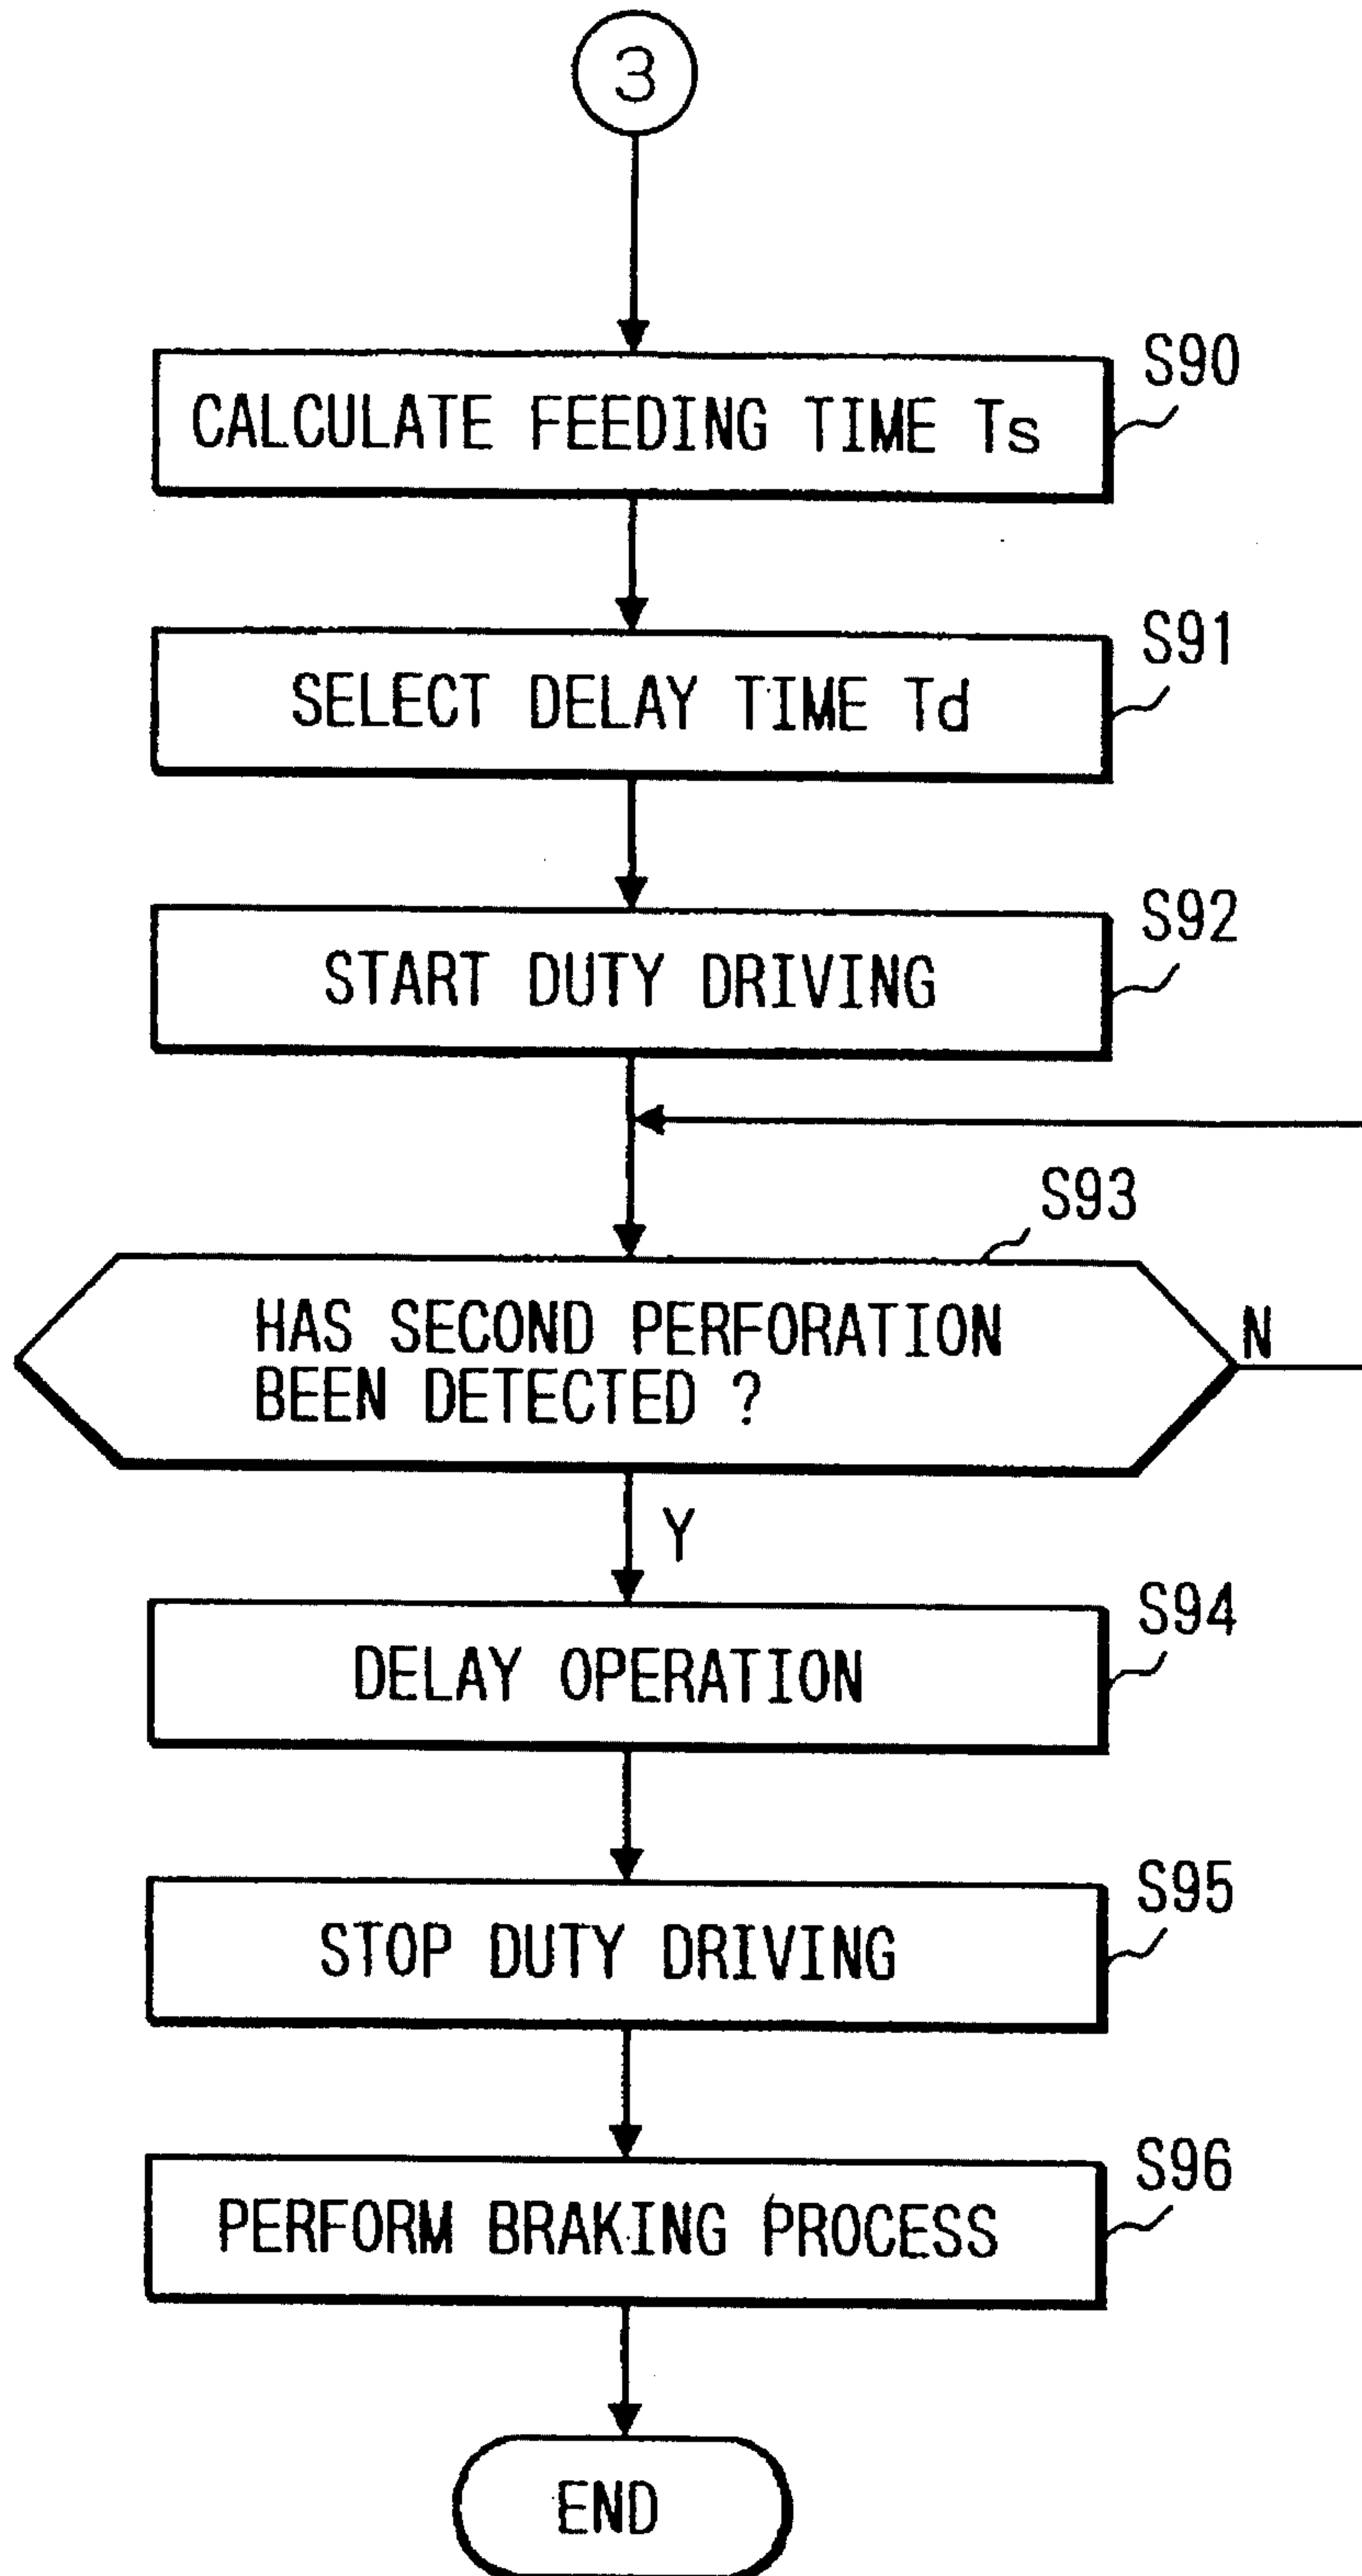 3
S90
CALCULATE FEEDING TIME Ts
S91
SELECT DELAY TIME Td
S92
START DUTY DRIVING
S93
HAS SECOND PERFORATION
BEEN DETECTED ?
N
Y
S94
DELAY OPERATION
S95
STOP DUTY DRIVING
S96
PERFORM BRAKING PROCESS
END